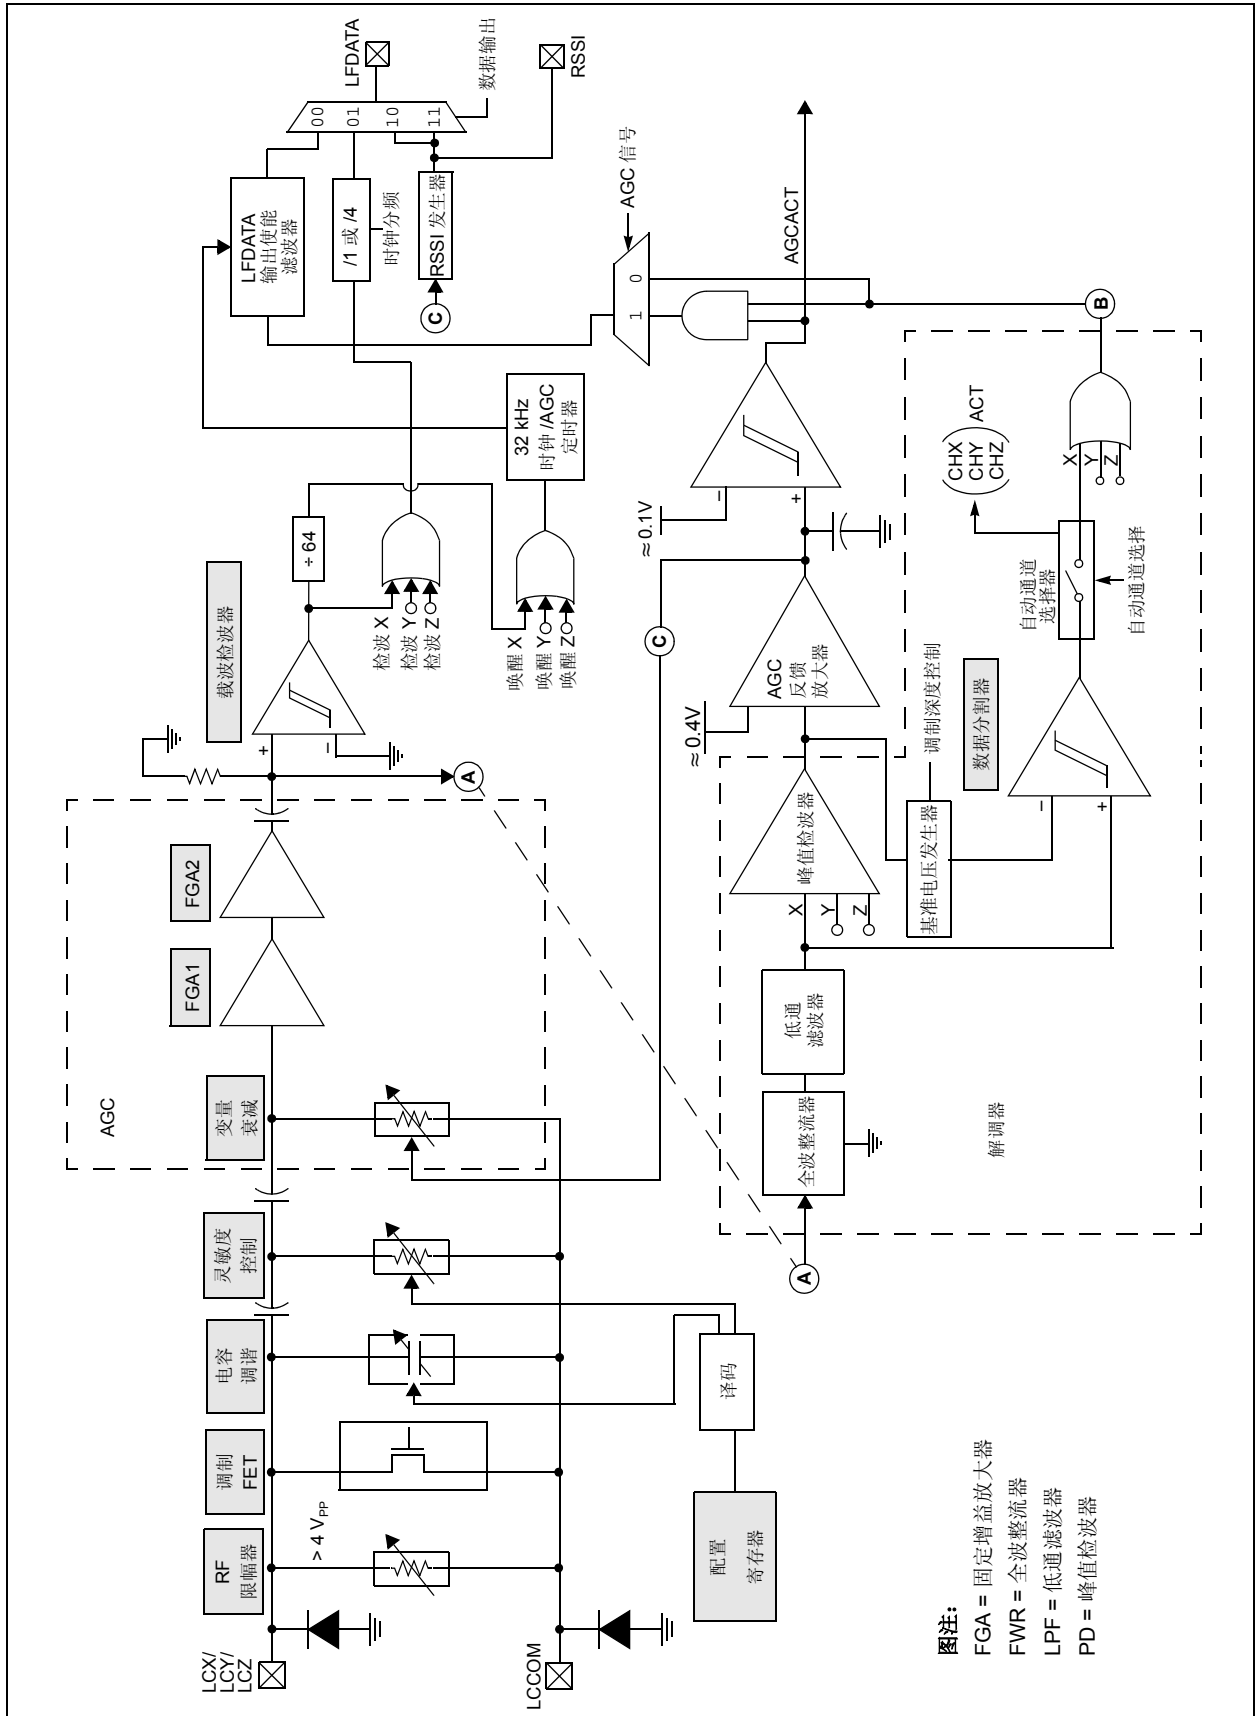 LCX/
LCY/
LCZ
LCCOM
RF
限幅器
> 4 VPP
调制
FET
电容
调谐
灵敏度
控制
AGC
变量
衰减
FGA1
FGA2
A
+
–
载波检波器
÷ 64
检波 X
检波 Y
检波 Z
唤醒 X
唤醒 Y
唤醒 Z
32 kHz
时钟 /AGC
定时器
LFDATA
输出使能
滤波器
/1 或 /4
时钟分频
C
RSSI 发生器
00
01
10
11
LFDATA
数据输出
RSSI
配置
寄存器
译码
A
全波整流器
低通
滤波器
X
Y
Z
峰值检波器
≈ 0.4V
AGC
反馈
放大器
C
≈ 0.1V
–
+
1
0
AGC 信号
AGCACT
解调器
基准电压发生器
调制深度控制
数据分割器
–
+
自动通道
选择器
自动通道选择
CHX
CHY
CHZ
ACT
X
Y
Z
B
图注:
FGA = 固定增益放大器
FWR = 全波整流器
LPF = 低通滤波器
PD = 峰值检波器